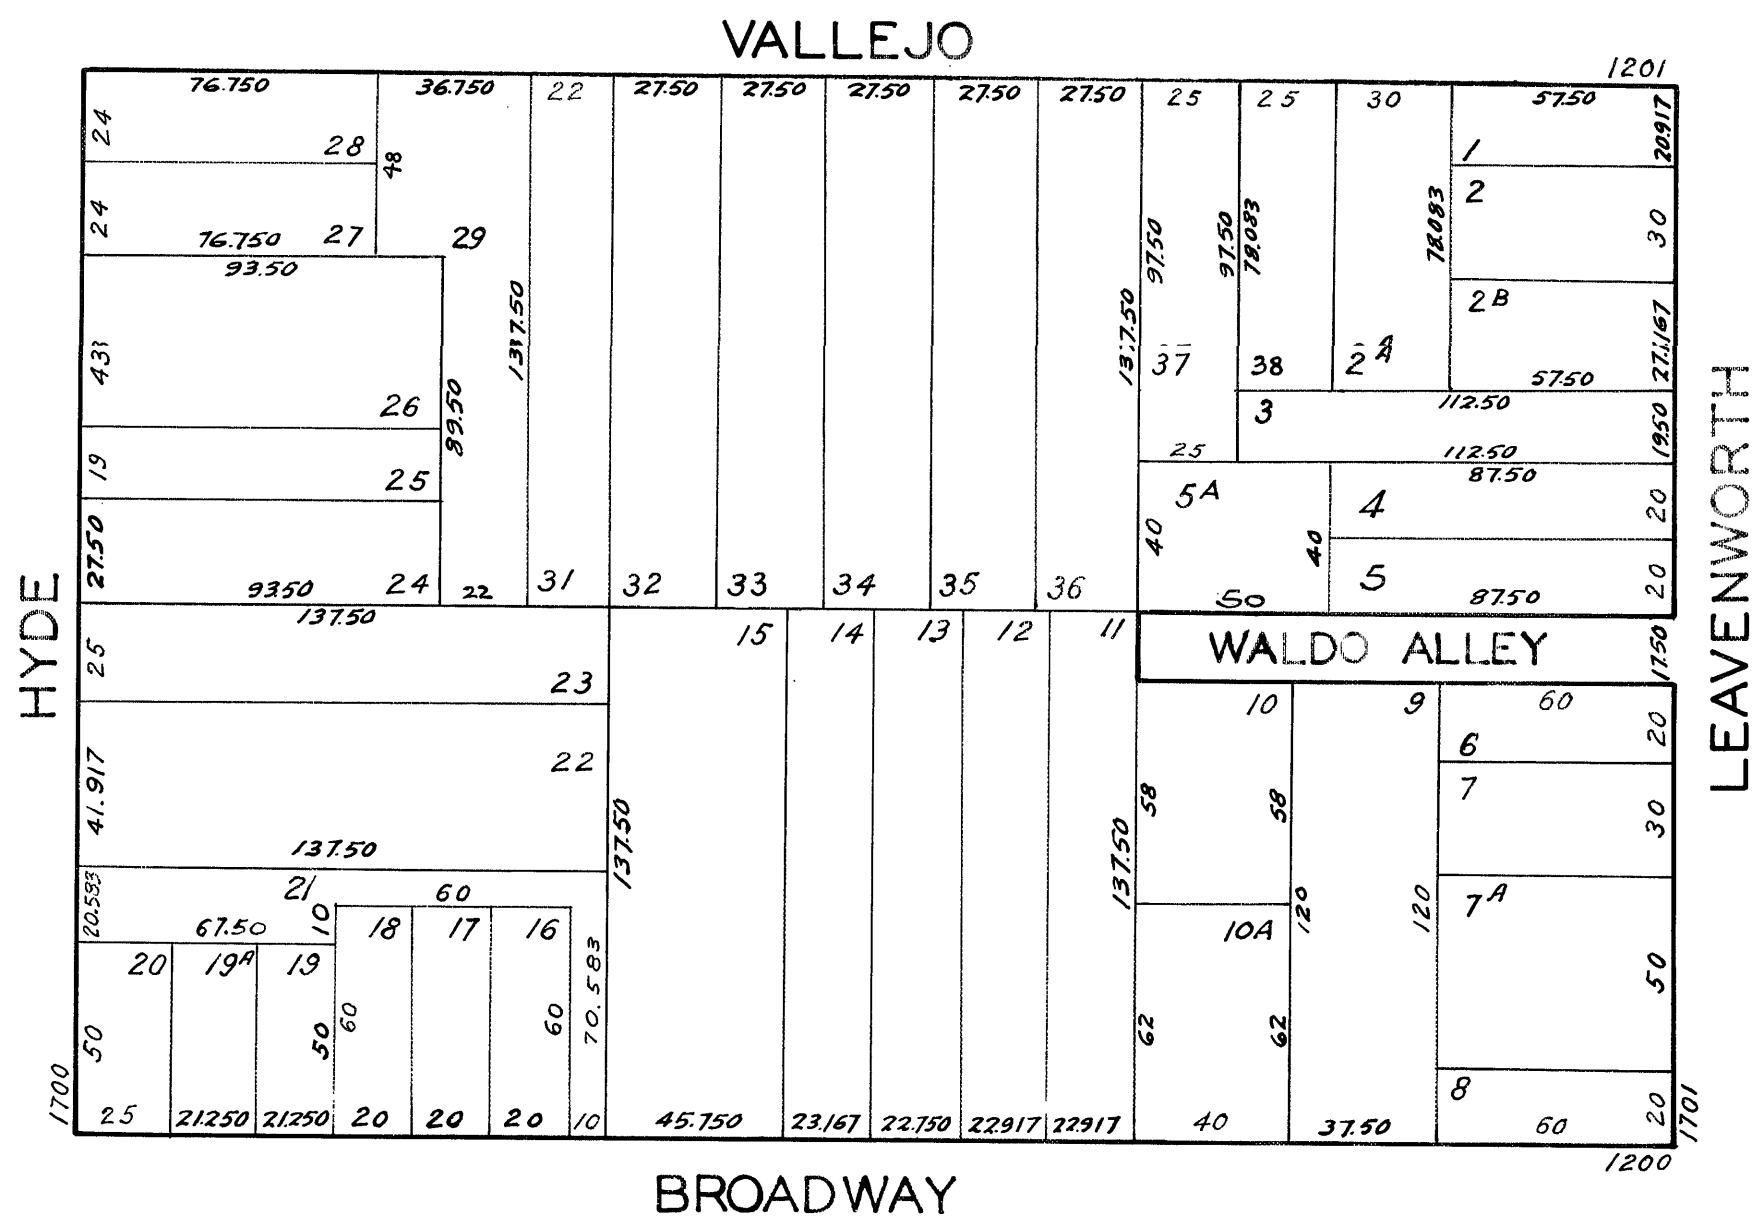 VALLEJO
1201
76.750 36.750 22 27.50 27.50 27.50 27.50 27.50 25 25 30 57.50
24 28 48 1 20.917
24 76.750 27 29 2 30
93.50 97.50 97.50 78.083 78.083
137.50 137.50 2B 27.167
43 26 89.50 37 38 2A 57.50
3 112.50 19.50
19 25 25 112.50
87.50
5A 4 20
27.50 40 40
93.50 24 22 31 32 33 34 35 36 50 5 87.50 20
HYDE
LEAVENWORTH
137.50
25 23 15 14 13 12 11 WALDO ALLEY 17.50
10 9 60 20
6
41.917 22 7 30
137.50 137.50 137.50 58 58
20.583 21 60
67.50 10 18 17 16 10A 120 120 7A
20 19A 19 70.583 50
50 50 60 60 62 62
8 20
1700 25 21.250 21.250 20 20 20 10 45.750 23.167 22.750 22.917 22.917 40 37.50 60 1701
1200
BROADWAY